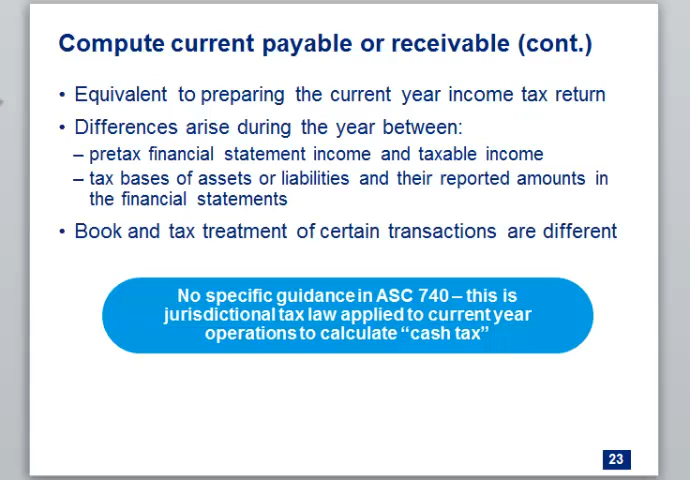 Compute current payable or receivable (cont.)
• Equivalent to preparing the current year income tax return
• Differences arise during the year between:
– pretax financial statement income and taxable income
– tax bases of assets or liabilities and their reported amounts in
the financial statements
• Book and tax treatment of certain transactions are different
No specific guidance in ASC 740 – this is
jurisdictional tax law applied to current year
operations to calculate “cash tax”
23